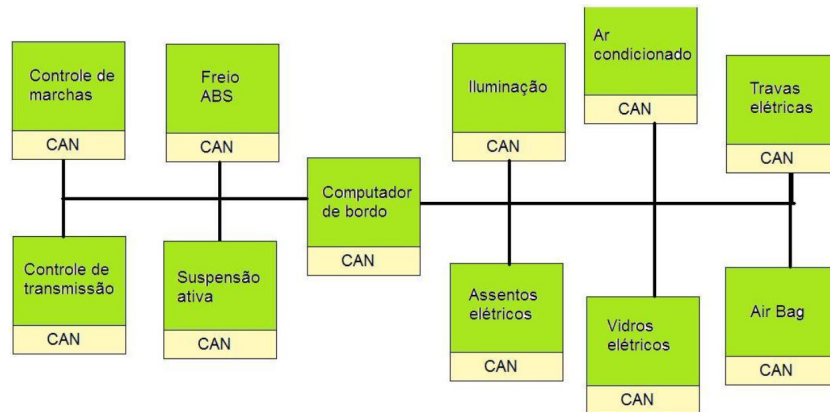 Controle de
marchas
CAN
Freio
ABS
CAN
Iluminação
CAN
Ar
condicionado
CAN
Travas
elétricas
CAN
Computador
de bordo
CAN
Controle de
transmissão
CAN
Suspensão
ativa
CAN
Assentos
elétricos
CAN
Vidros
elétricos
CAN
Air Bag
CAN